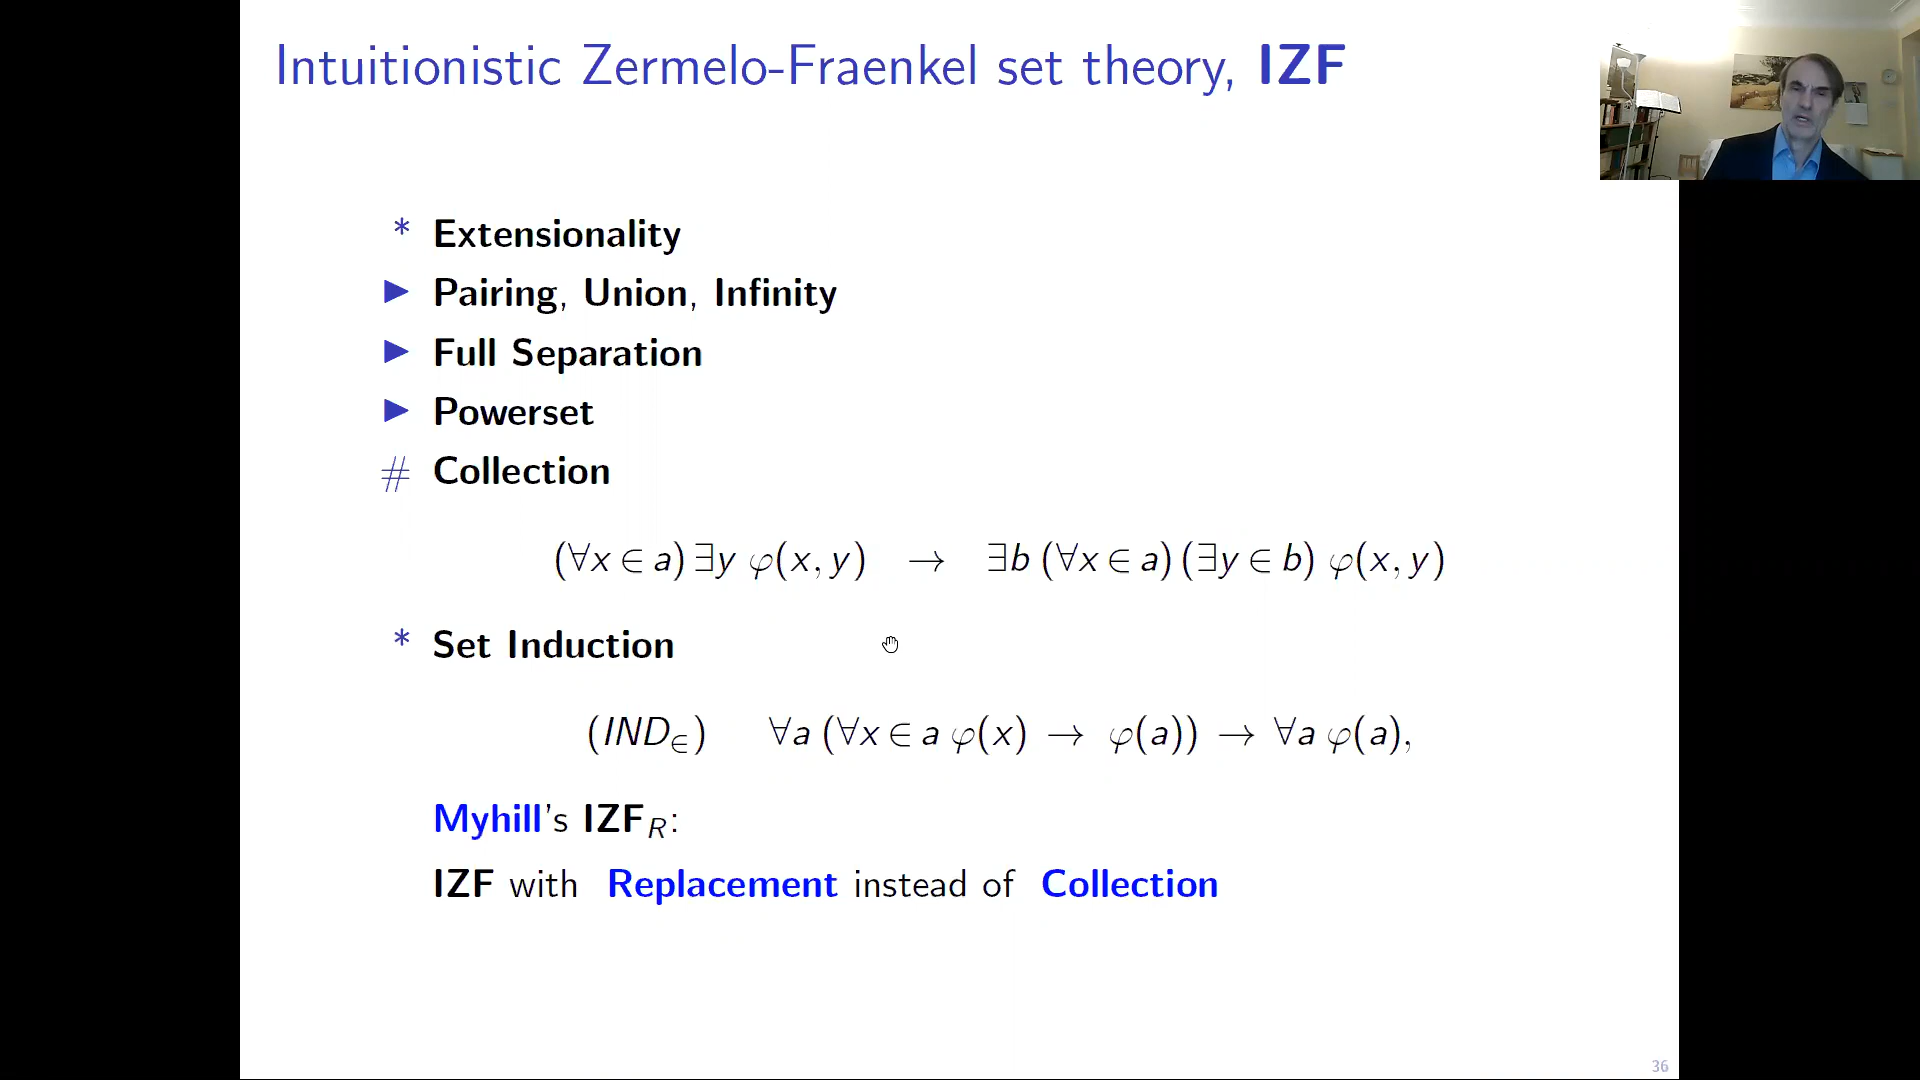 Intuitionistic Zermelo-Fraenkel set theory, IZF
* Extensionality
▶ Pairing, Union, Infinity
▶ Full Separation
▶ Powerset
# Collection
(∀x ∈ a) ∃y φ(x, y) → ∃b (∀x ∈ a) (∃y ∈ b) φ(x, y)
* Set Induction
(IND∈) ∀a (∀x ∈ a φ(x) → φ(a)) → ∀a φ(a),
Myhill's IZF_R:
IZF with Replacement instead of Collection
36